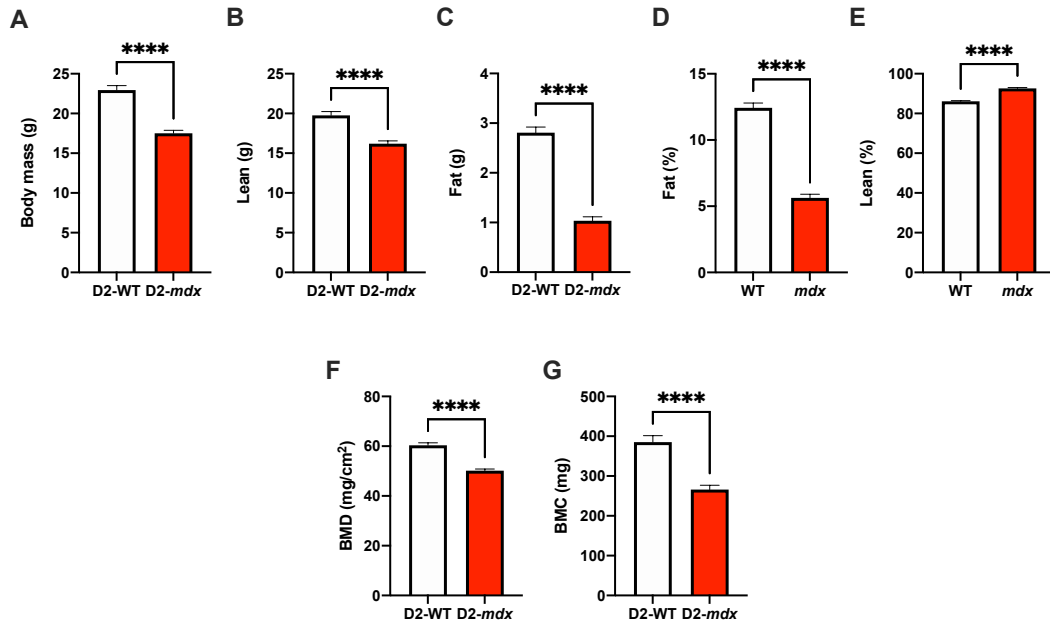 A
B
C
D
E
****
****
****
****
****
Body mass (g)
25
20
15
10
5
0
D2-WT D2-mdx
Lean (g)
25
20
15
10
5
0
D2-WT D2-mdx
Fat (g)
4
3
2
1
0
D2-WT D2-mdx
Fat (%)
15
10
5
0
WT mdx
Lean (%)
100
80
60
40
20
0
WT mdx
F
G
****
****
BMD (mg/cm²)
80
60
40
20
0
D2-WT D2-mdx
BMC (mg)
500
400
300
200
100
0
D2-WT D2-mdx